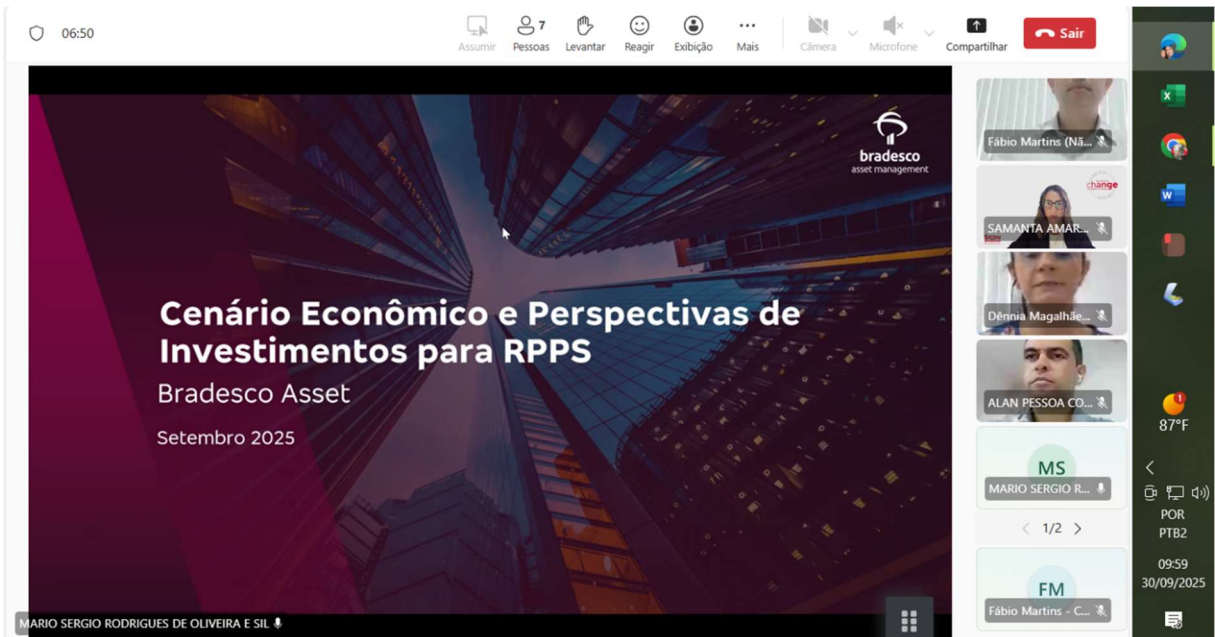 06:50
Assumir
7
Pessoas
Levantar
Reagir
Exibição
Mais
Câmera
Microfone
Compartilhar
Sair
bradesco
asset management
Cenário Econômico e Perspectivas de
Investimentos para RPPS
Bradesco Asset
Setembro 2025
MARIO SERGIO RODRIGUES DE OLIVEIRA E SIL
Fábio Martins (Nã...
change
SAMANTA AMAR...
Dênnia Magalhãe...
ALAN PESSOA CO...
MS
MARIO SERGIO R...
1/2
FM
Fábio Martins - C...
1
87°F
POR
PTB2
09:59
30/09/2025